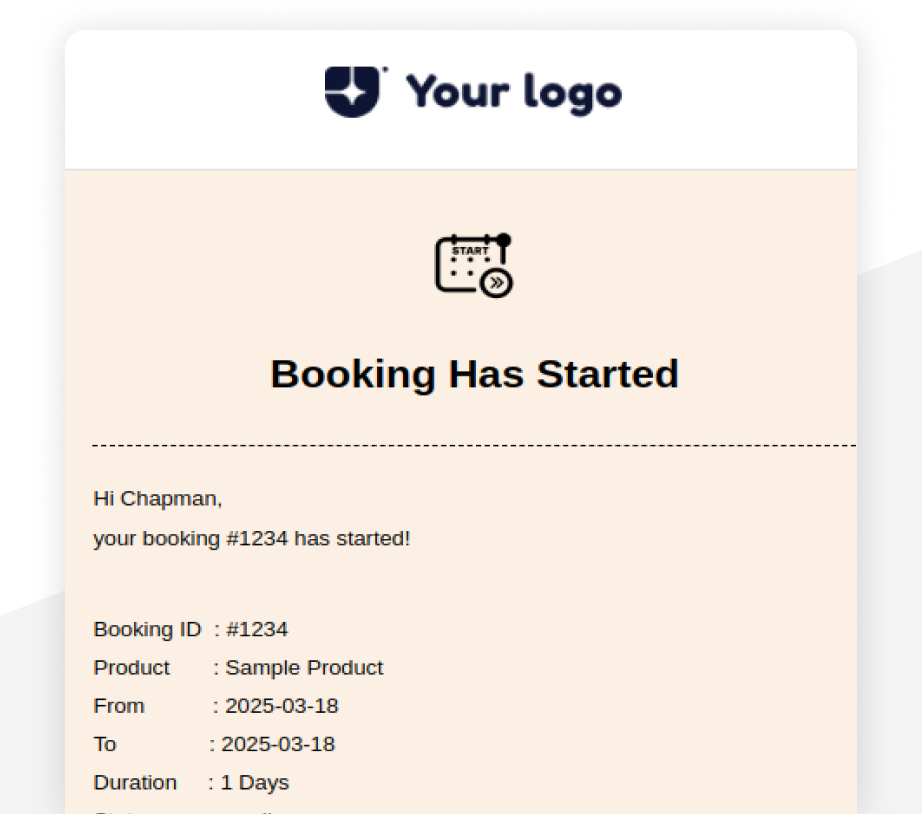 Your logo
START
Booking Has Started
Hi Chapman,
your booking #1234 has started!
Booking ID : #1234
Product : Sample Product
From : 2025-03-18
To : 2025-03-18
Duration : 1 Days